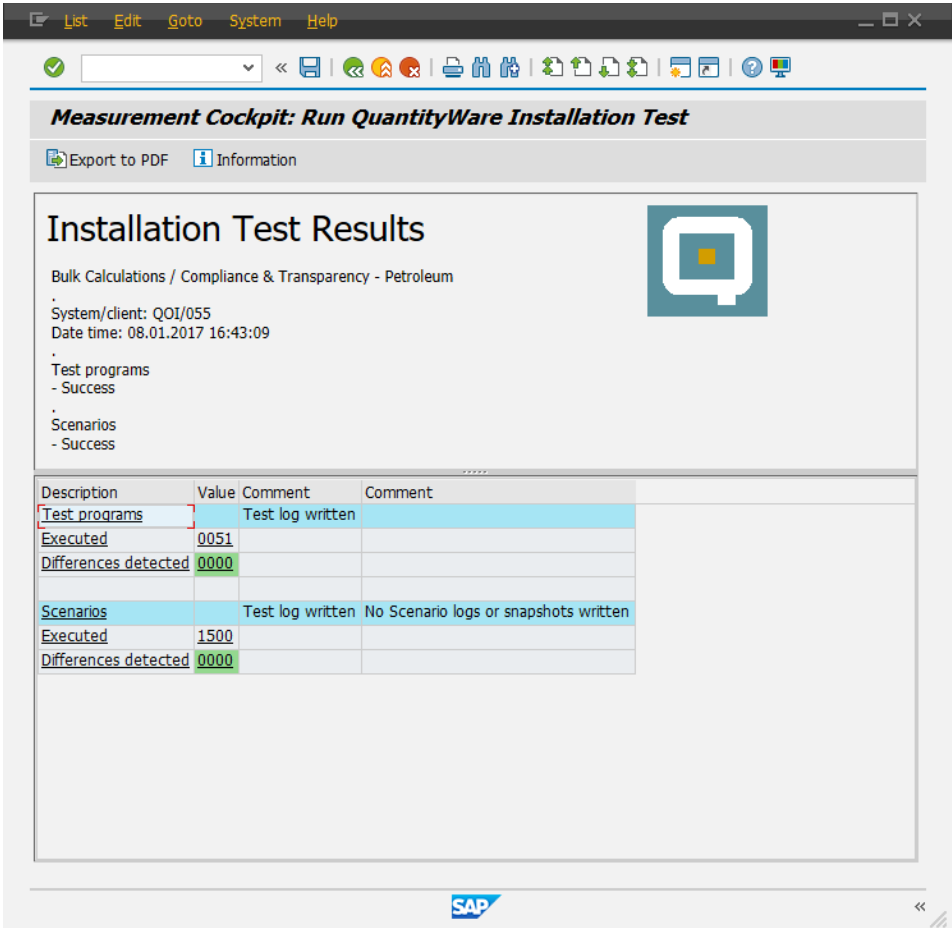 List Edit Goto System Help
Measurement Cockpit: Run QuantityWare Installation Test
Export to PDF Information
Installation Test Results
Bulk Calculations / Compliance & Transparency - Petroleum
.
System/client: QOI/055
Date time: 08.01.2017 16:43:09
.
Test programs
- Success
.
Scenarios
- Success
Description Value Comment Comment
Test programs Test log written
Executed 0051
Differences detected 0000
Scenarios Test log written No Scenario logs or snapshots written
Executed 1500
Differences detected 0000
SAP